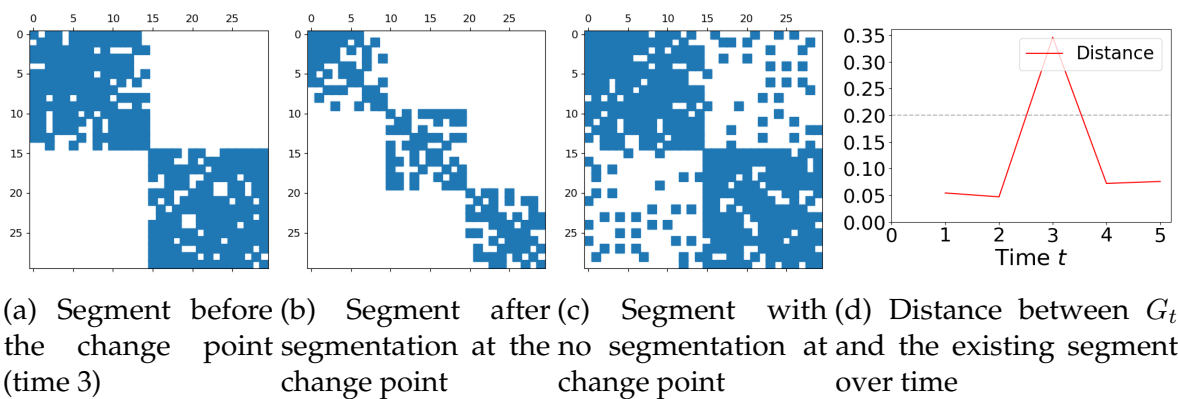 0 5 10 15 20 25
0
5
10
15
20
25
0 5 10 15 20 25
0
5
10
15
20
25
0 5 10 15 20 25
0
5
10
15
20
25
0.35
0.30
0.25
0.20
0.15
0.10
0.05
0.00
Distance
0 1 2 3 4 5
Time t
(a) Segment before
the change point
(time 3)
(b) Segment after
segmentation at the
change point
(c) Segment with
no segmentation at
change point
(d) Distance between G_t
and the existing segment
over time